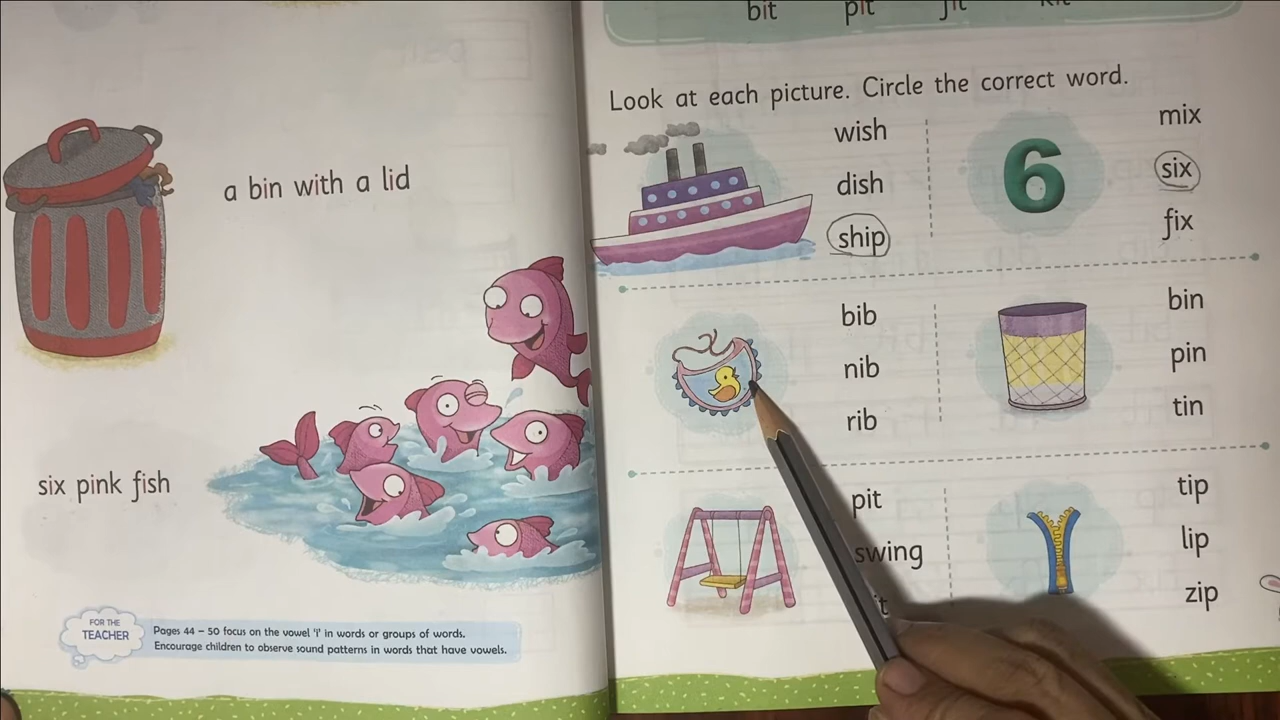 a bin with a lid
six pink fish
FOR THE
TEACHER
Pages 44 – 50 focus on the vowel 'i' in words or groups of words.
Encourage children to observe sound patterns in words that have vowels.
bit pit jit
Look at each picture. Circle the correct word.
wish
dish
ship
6
mix
six
fix
bib
nib
rib
bin
pin
tin
pit
swing
tip
lip
zip